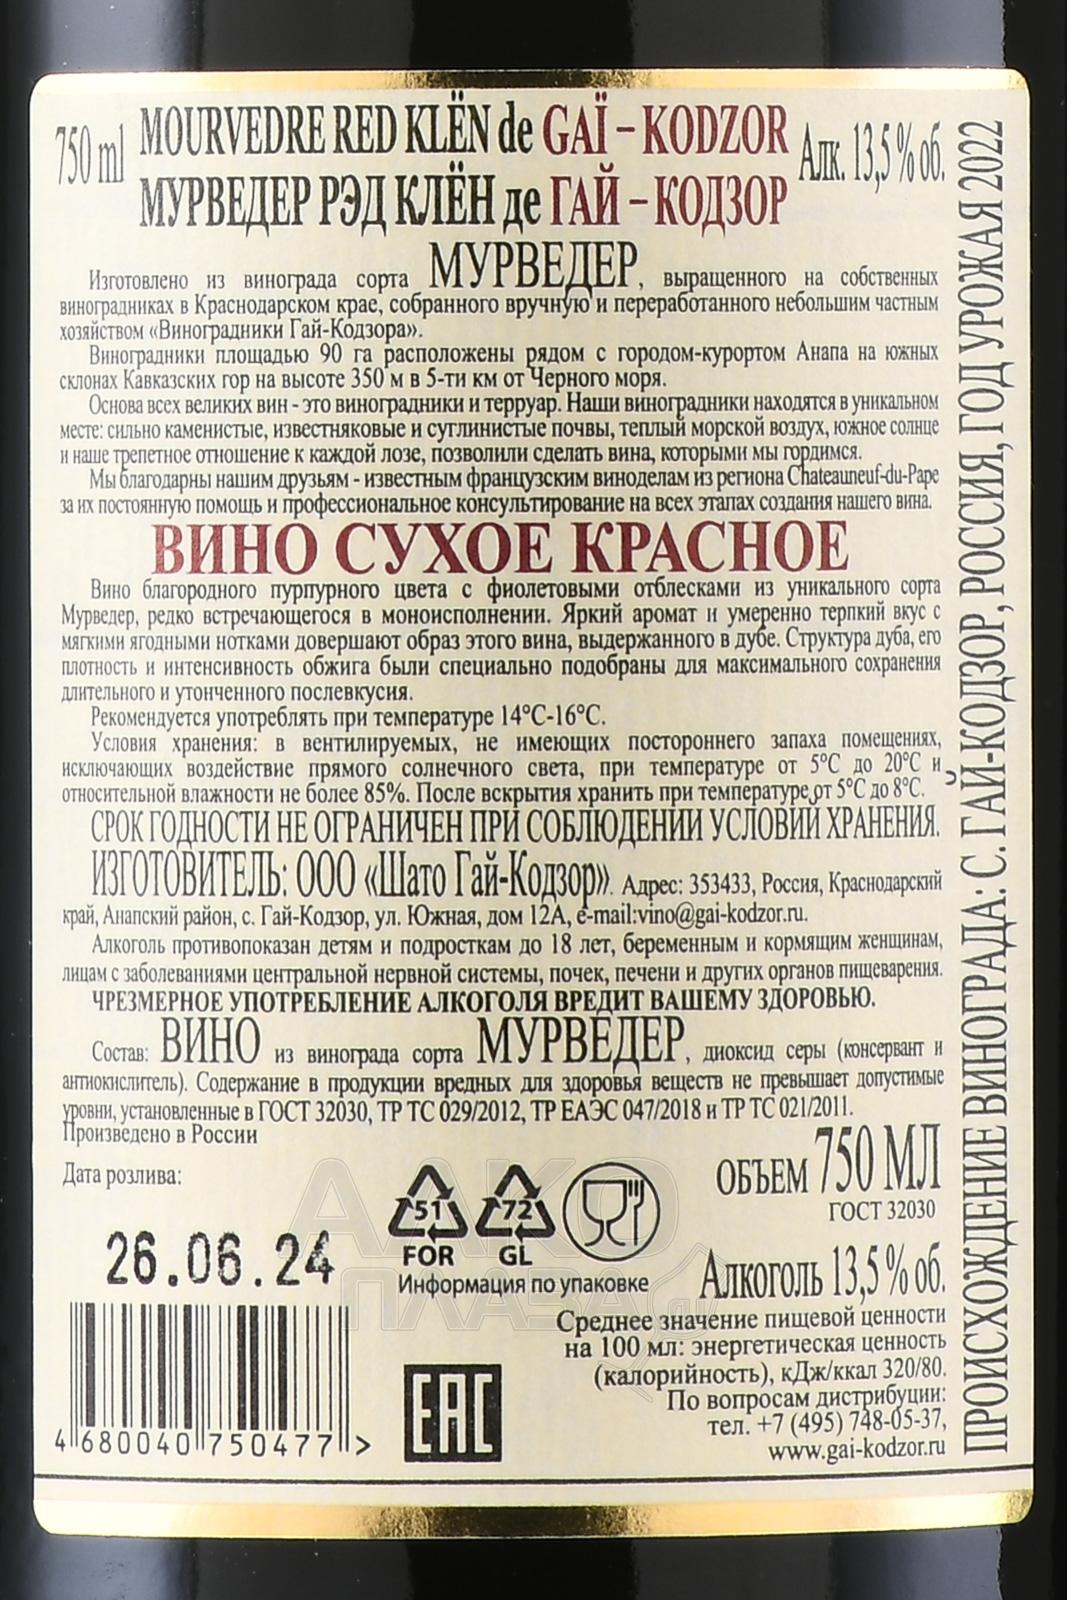 750 ml
MOURVEDRE RED KLЁN de GAЇ – KODZOR
Алк. 13,5 % об.
МУРВЕДЕР РЭД КЛЁН де ГАЙ – КОДЗОР
Изготовлено из винограда сорта МУРВЕДЕР, выращенного на собственных
виноградниках в Краснодарском крае, собранного вручную и переработанного небольшим частным
хозяйством «Виноградники Гай-Кодзора».
Виноградники площадью 90 га расположены рядом с городом-курортом Анапа на южных
склонах Кавказских гор на высоте 350 м в 5-ти км от Черного моря.
Основа всех великих вин - это виноградники и терруар. Наши виноградники находятся в уникальном
месте: сильно каменистые, известняковые и суглинистые почвы, теплый морской воздух, южное солнце
и наше трепетное отношение к каждой лозе, позволили сделать вина, которыми мы гордимся.
Мы благодарны нашим друзьям - известным французским виноделам из региона Chateauneuf-du-Pape
за их постоянную помощь и профессиональное консультирование на всех этапах создания нашего вина.
ВИНО СУХОЕ КРАСНОЕ
Вино благородного пурпурного цвета с фиолетовыми отблесками из уникального сорта
Мурведер, редко встречающегося в моноисполнении. Яркий аромат и умеренно терпкий вкус с
мягкими ягодными нотками довершают образ этого вина, выдержанного в дубе. Структура дуба, его
плотность и интенсивность обжига были специально подобраны для максимального сохранения
длительного и утонченного послевкусия.
Рекомендуется употреблять при температуре 14°С-16°С.
Условия хранения: в вентилируемых, не имеющих постороннего запаха помещениях,
исключающих воздействие прямого солнечного света, при температуре от 5°С до 20°С и
относительной влажности не более 85%. После вскрытия хранить при температуре от 5°С до 8°С.
СРОК ГОДНОСТИ НЕ ОГРАНИЧЕН ПРИ СОБЛЮДЕНИИ УСЛОВИЙ ХРАНЕНИЯ.
ИЗГОТОВИТЕЛЬ: ООО «Шато Гай-Кодзор». Адрес: 353433, Россия, Краснодарский
край, Анапский район, с. Гай-Кодзор, ул. Южная, дом 12А, e-mail:vino@gai-kodzor.ru.
Алкоголь противопоказан детям и подросткам до 18 лет, беременным и кормящим женщинам,
лицам с заболеваниями центральной нервной системы, почек, печени и других органов пищеварения.
ЧРЕЗМЕРНОЕ УПОТРЕБЛЕНИЕ АЛКОГОЛЯ ВРЕДИТ ВАШЕМУ ЗДОРОВЬЮ.
Состав: ВИНО из винограда сорта МУРВЕДЕР, диоксид серы (консервант и
антиокислитель). Содержание в продукции вредных для здоровья веществ не превышает допустимые
уровни, установленные в ГОСТ 32030, ТР ТС 029/2012, ТР ЕАЭС 047/2018 и ТР ТС 021/2011.
Произведено в России
Дата розлива:
26.06.24
4 680040 750477 >
51 72
FOR GL
Информация по упаковке
EAC
ОБЪЕМ 750 МЛ
ГОСТ 32030
Алкоголь 13,5 % об.
Среднее значение пищевой ценности
на 100 мл: энергетическая ценность
(калорийность), кДж/ккал 320/80.
По вопросам дистрибуции:
тел. +7 (495) 748-05-37,
www.gai-kodzor.ru
ПРОИСХОЖДЕНИЕ ВИНОГРАДА: С. ГАЙ-КОДЗОР, РОССИЯ, ГОД УРОЖАЯ 2022
АЛКО
ПЛАЗА
.ru